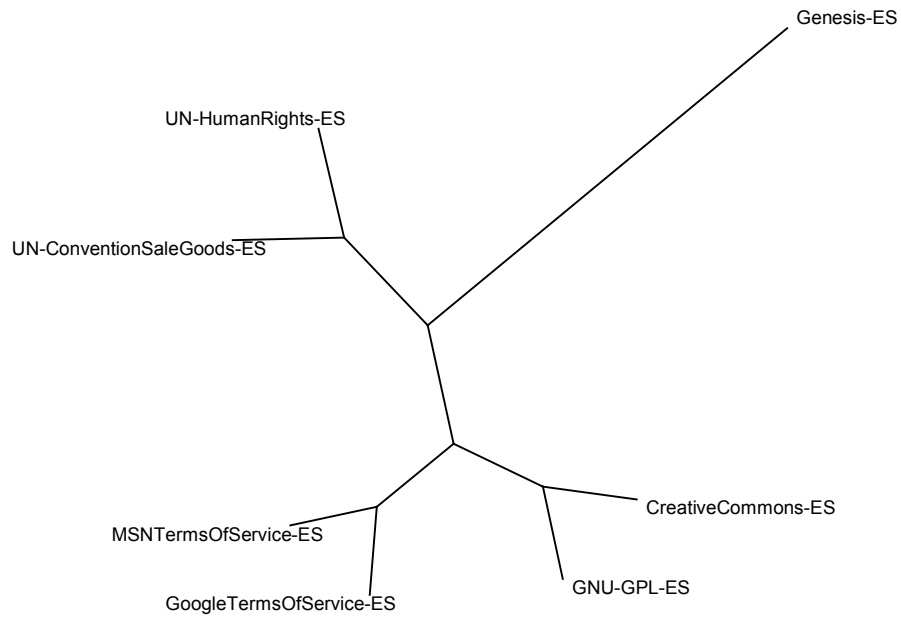 Genesis-ES
UN-HumanRights-ES
UN-ConventionSaleGoods-ES
CreativeCommons-ES
MSNTermsOfService-ES
GNU-GPL-ES
GoogleTermsOfService-ES